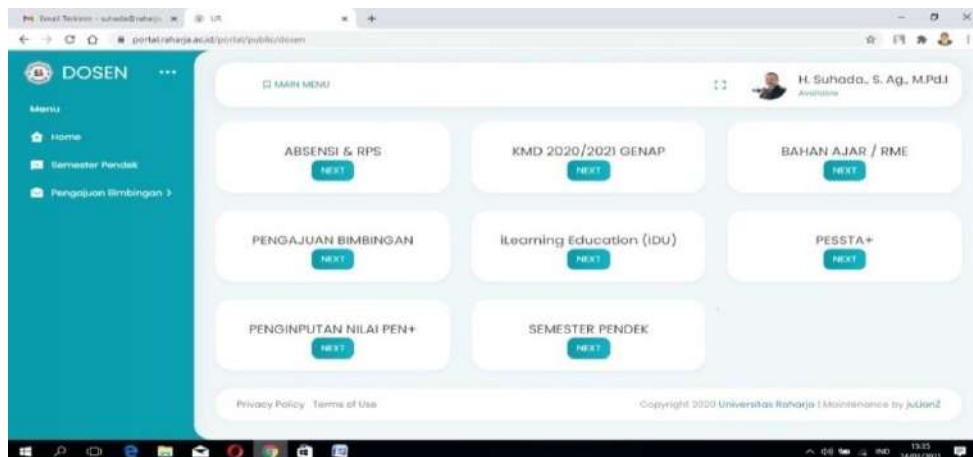 UR
portal.raharja.ac.id/portal/public/dosen
DOSEN
MAIN MENU
H. Suhada., S. Ag., M.Pd.I
Available
Menu
Home
Semester Pendek
Pengajuan Bimbingan >
ABSENSI & RPS
NEXT
KMD 2020/2021 GENAP
NEXT
BAHAN AJAR / RME
NEXT
PENGAJUAN BIMBINGAN
NEXT
iLearning Education (iDU)
NEXT
PESSTA+
NEXT
PENGINPUTAN NILAI PEN+
NEXT
SEMESTER PENDEK
NEXT
Privacy Policy Terms of Use
Copyright 2020 Universitas Raharja | Maintenance by juLianZ
IND